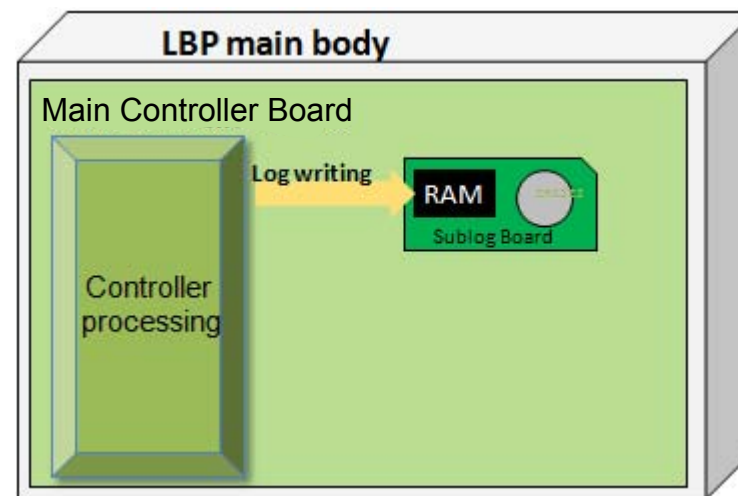 LBP main body
Main Controller Board
Log writing
RAM
Sublog Board
Controller
processing